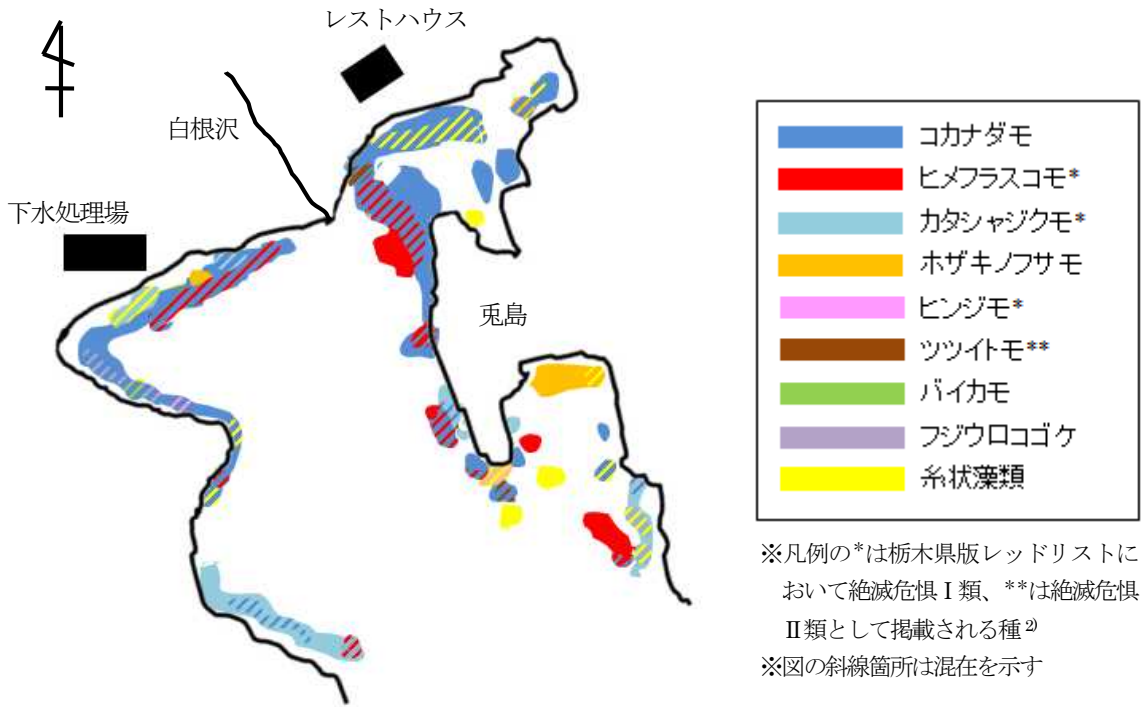 レストハウス
白根沢
下水処理場
兎島
コカナダモ
ヒメフラスコモ*
カタシャジクモ*
ホザキノフサモ
ヒンジモ*
ツツイトモ**
バイカモ
フジウロコゴケ
糸状藻類
※凡例の*は栃木県版レッドリストに
おいて絶滅危惧Ⅰ類、**は絶滅危惧
Ⅱ類として掲載される種²⁾
※図の斜線箇所は混在を示す